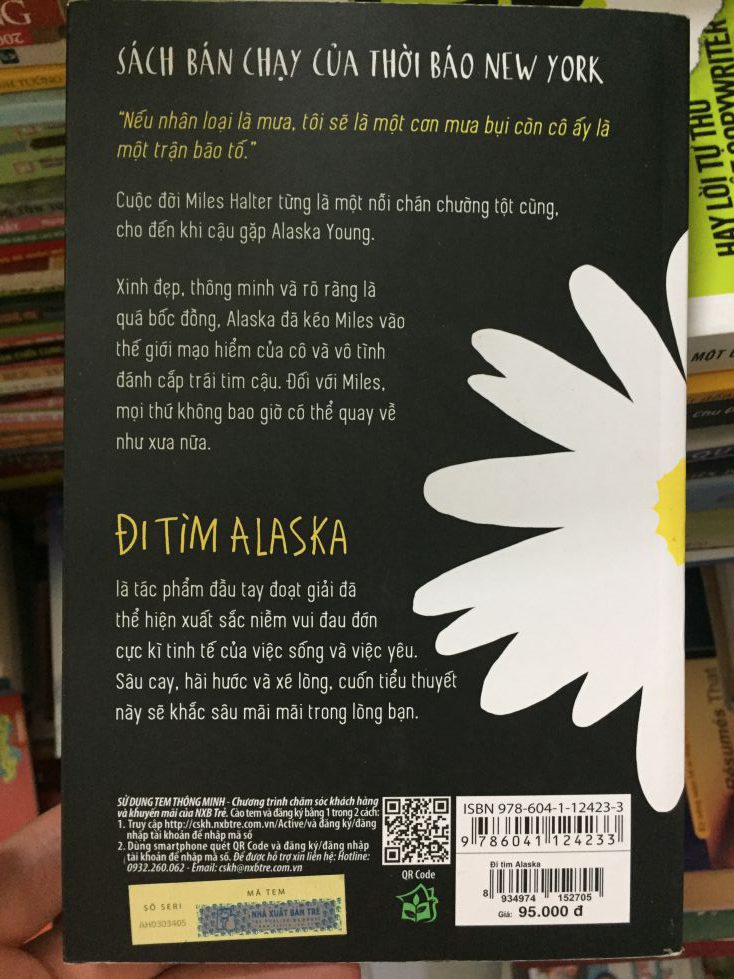 SÁCH BÁN CHẠY CỦA THỜI BÁO NEW YORK
“Nếu nhân loại là mưa, tôi sẽ là một cơn mưa bụi còn cô ấy là
một trận bão tố.”
Cuộc đời Miles Halter từng là một nỗi chán chường tột cùng,
cho đến khi cậu gặp Alaska Young.
Xinh đẹp, thông minh và rõ ràng là
quá bốc đồng, Alaska đã kéo Miles vào
thế giới mạo hiểm của cô và vô tình
đánh cắp trái tim cậu. Đối với Miles,
mọi thứ không bao giờ có thể quay về
như xưa nữa.
ĐI TÌM ALASKA
là tác phẩm đầu tay đoạt giải đã
thể hiện xuất sắc niềm vui đau đớn
cực kì tinh tế của việc sống và việc yêu.
Sâu cay, hài hước và xé lòng, cuốn tiểu thuyết
này sẽ khắc sâu mãi mãi trong lòng bạn.
SỬ DỤNG TEM THÔNG MINH - Chương trình chăm sóc khách hàng
và khuyến mãi của NXB Trẻ. Cào tem và đăng ký bằng 1 trong 2 cách:
1. Truy cập http://cskh.nxbtre.com.vn/Active/và đăng ký/đăng
nhập tài khoản để nhập mã số
2. Dùng smartphone quét QR Code và đăng ký/đăng nhập
tài khoản để nhập mã số. Để được hỗ trợ xin liên hệ: Hotline:
0932.260.062 - Email: cskh@nxbtre.com.vn
QR Code
MÃ TEM
SỐ SERI
AH0303405
NHÀ XUẤT BẢN TRẺ
ISBN 978-604-1-12423-3
9 786041 124233
Đi tìm Alaska
8 934974 152705
Giá: 95.000 đ
HAY LỜI TỰ THÚ
COPYWRITER
MỘT
Résumés That